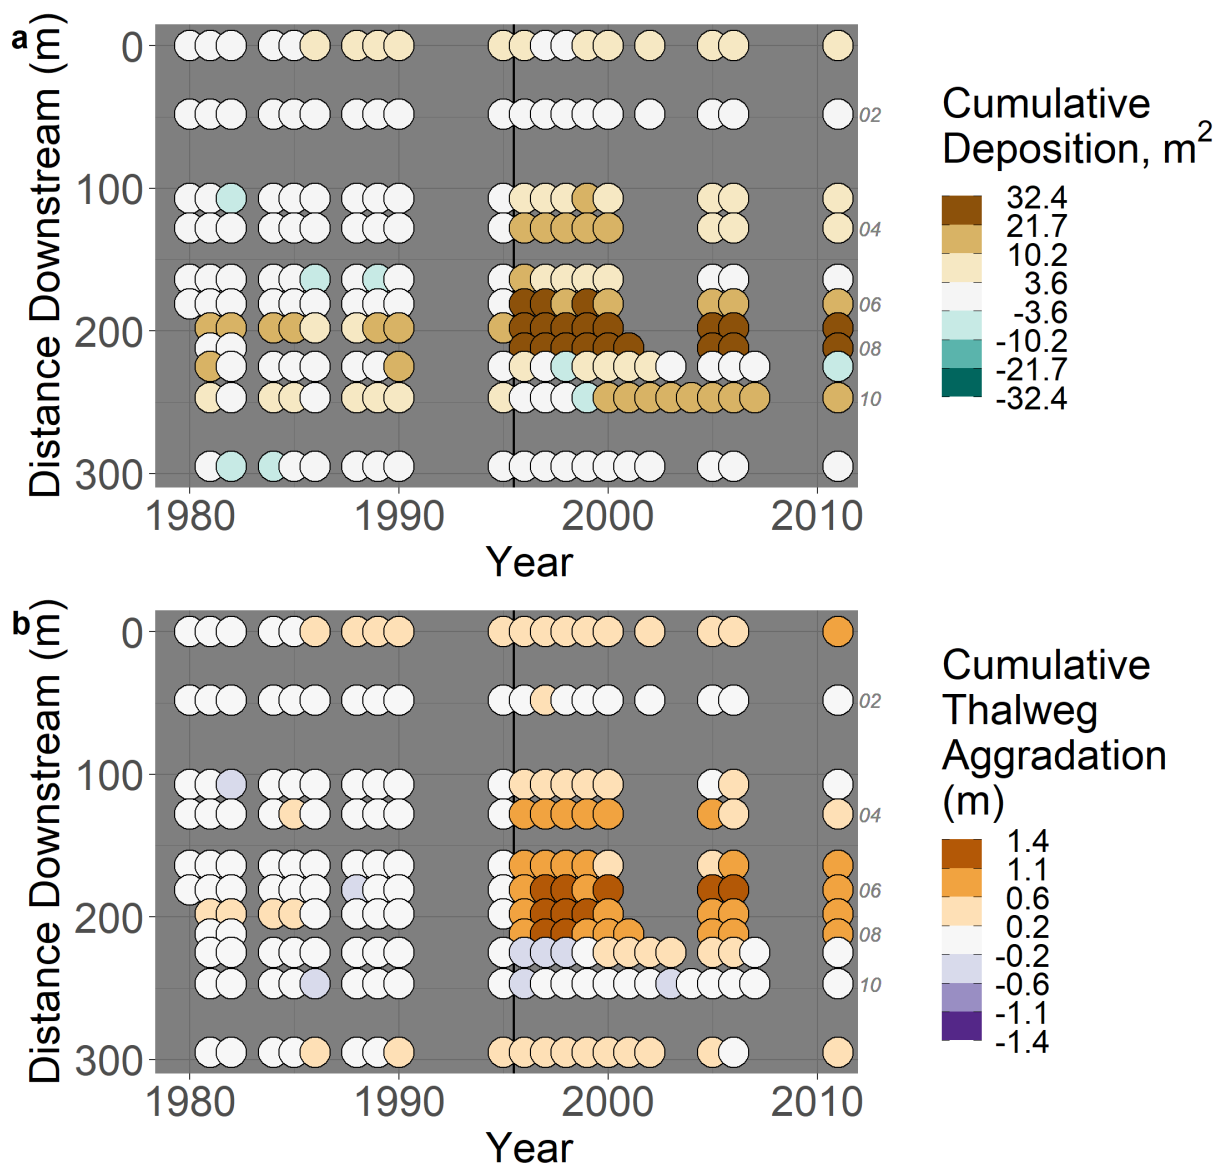 a
Distance Downstream (m)
0
100
200
300
02
04
06
08
10
1980 1990 2000 2010
Year
Cumulative
Deposition, m²
32.4
21.7
10.2
3.6
-3.6
-10.2
-21.7
-32.4
b
Distance Downstream (m)
0
100
200
300
02
04
06
08
10
1980 1990 2000 2010
Year
Cumulative
Thalweg
Aggradation
(m)
1.4
1.1
0.6
0.2
-0.2
-0.6
-1.1
-1.4